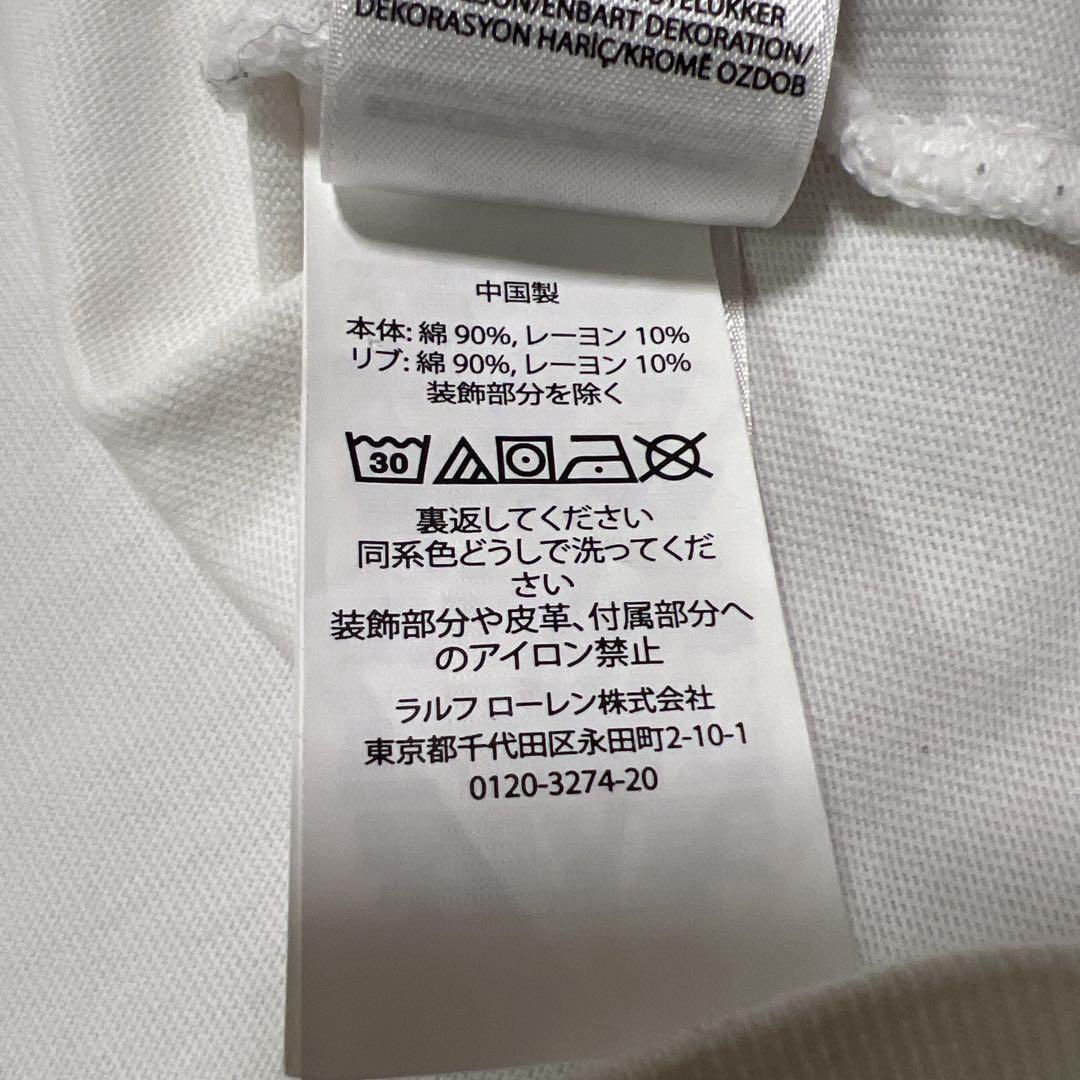 DEKORATION/
DEKORASYON HARİÇ/KROMĚ OZDOB
中国製
本体: 綿 90%, レーヨン 10%
リブ: 綿 90%, レーヨン 10%
装飾部分を除く
30
裏返してください
同系色どうしで洗ってくだ
さい
装飾部分や皮革、付属部分へ
のアイロン禁止
ラルフ ローレン株式会社
東京都千代田区永田町2-10-1
0120-3274-20